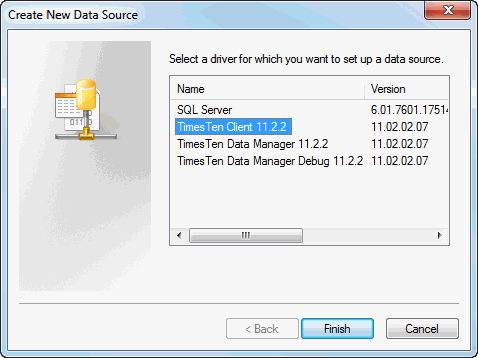 Create New Data Source
Select a driver for which you want to set up a data source.
Name Version
SQL Server 6.01.7601.17514
TimesTen Client 11.2.2 11.02.02.07
TimesTen Data Manager 11.2.2 11.02.02.07
TimesTen Data Manager Debug 11.2.2 11.02.02.07
< Back Finish Cancel